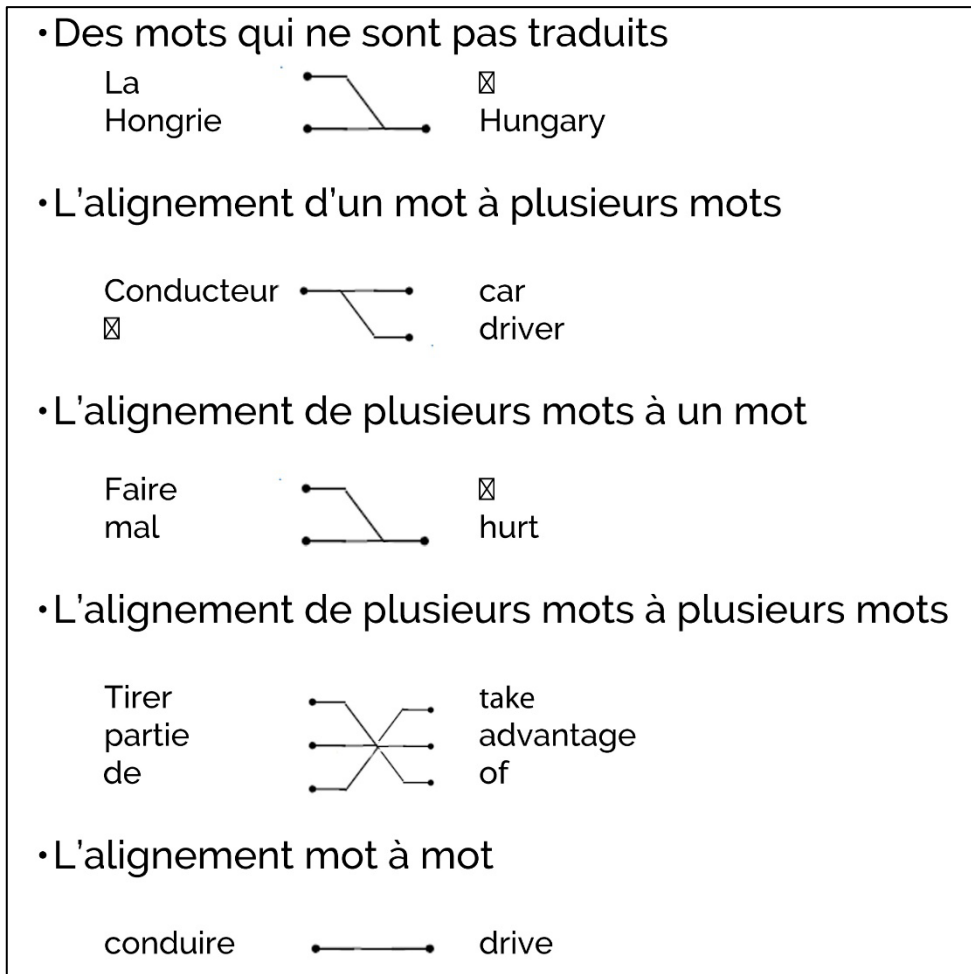 •Des mots qui ne sont pas traduits
La ☒
Hongrie Hungary
•L'alignement d'un mot à plusieurs mots
Conducteur car
☒ driver
•L'alignement de plusieurs mots à un mot
Faire ☒
mal hurt
•L'alignement de plusieurs mots à plusieurs mots
Tirer take
partie advantage
de of
•L'alignement mot à mot
conduire drive